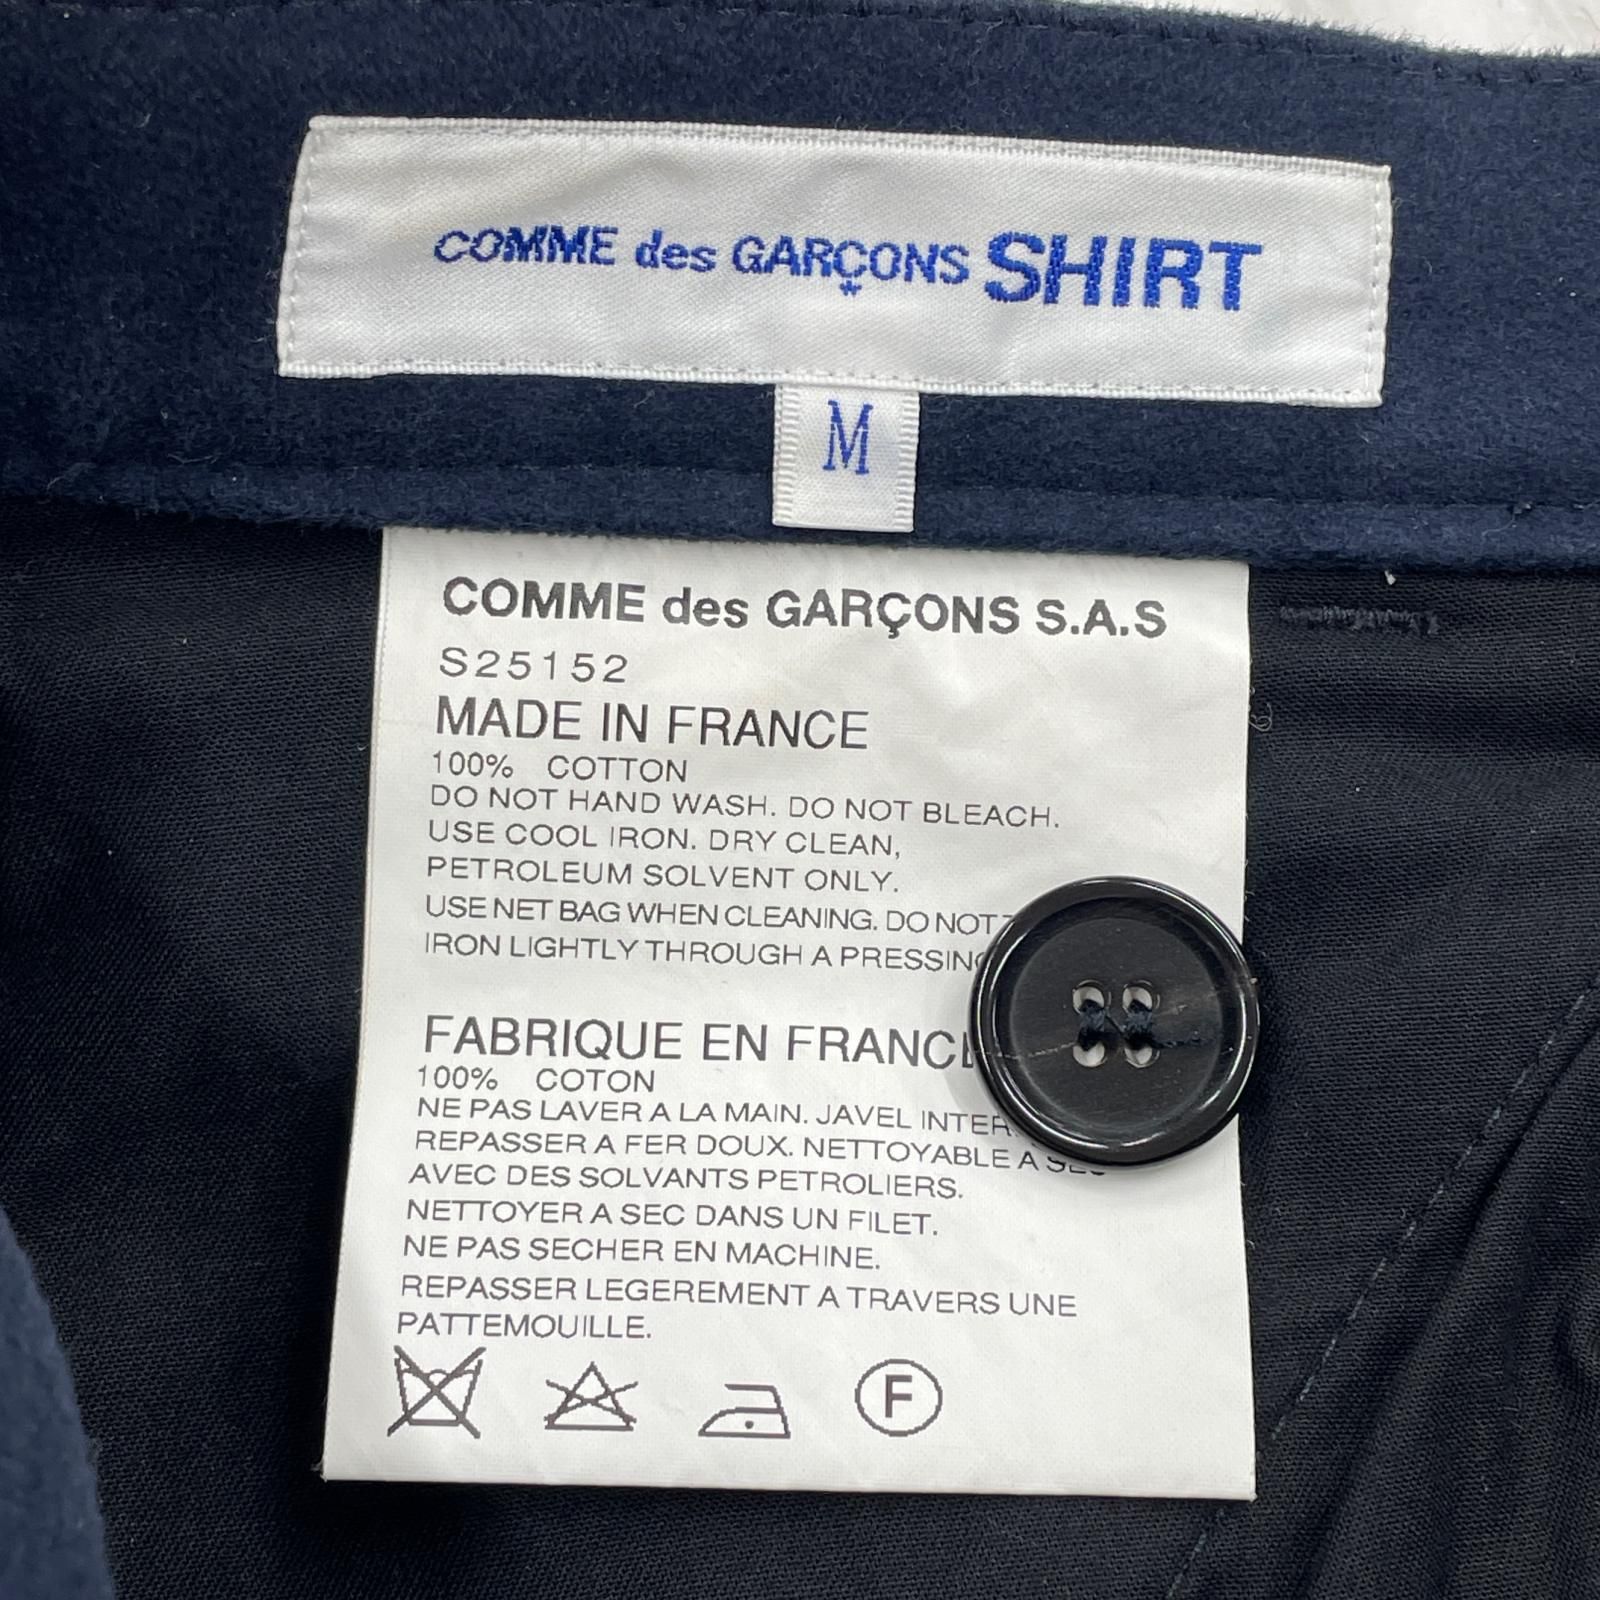 COMME des GARÇONS SHIRT
M
COMME des GARÇONS S.A.S
S25152
MADE IN FRANCE
100% COTTON
DO NOT HAND WASH. DO NOT BLEACH.
USE COOL IRON. DRY CLEAN,
PETROLEUM SOLVENT ONLY.
USE NET BAG WHEN CLEANING. DO NOT
IRON LIGHTLY THROUGH A
FABRIQUE EN
100% COTON
NE PAS LAVER A LA MAIN. JAVEL
REPASSER A FER DOUX. NETTOYABLE A SEC
AVEC DES SOLVANTS PETROLIERS.
NETTOYER A SEC DANS UN FILET.
NE PAS SECHER EN MACHINE.
REPASSER LEGEREMENT A TRAVERS UNE
PATTEMOUILLE.
F